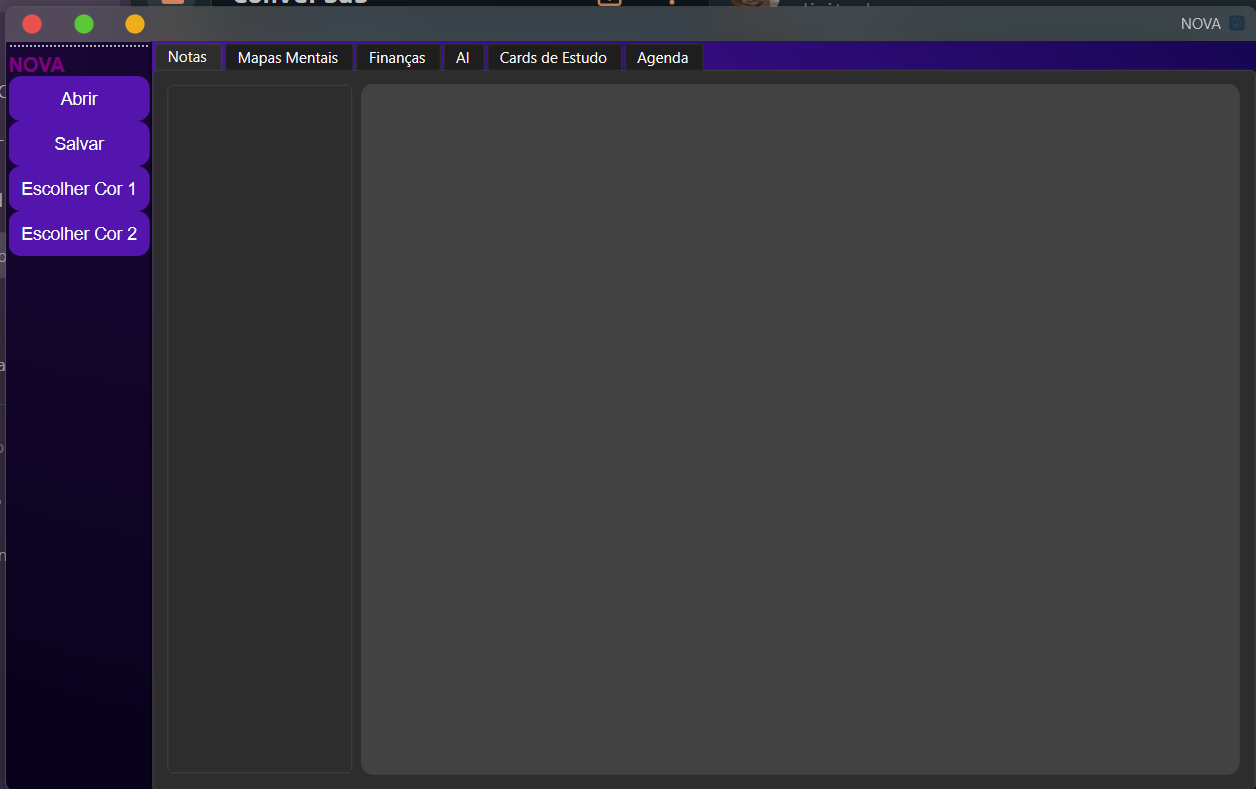 conversas
NOVA
NOVA
Abrir
Salvar
Escolher Cor 1
Escolher Cor 2
Notas
Mapas Mentais
Finanças
AI
Cards de Estudo
Agenda